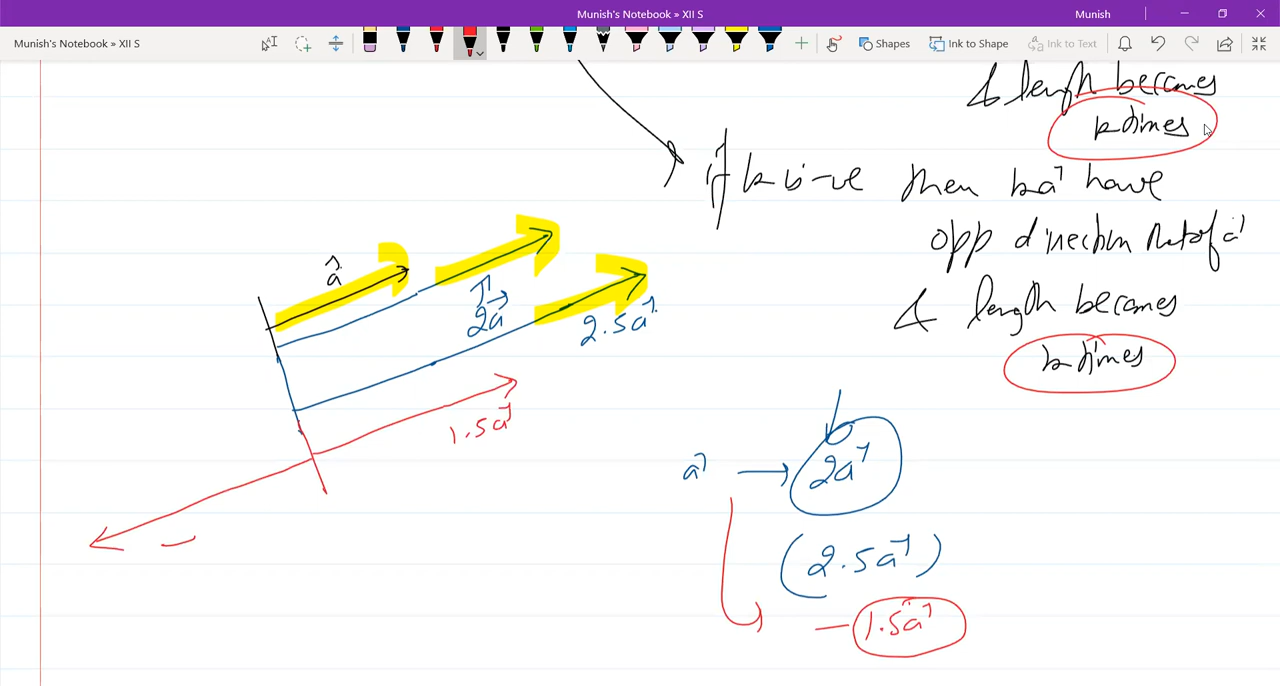 Munish's Notebook » XII S
Munish
Munish's Notebook » XII S
Shapes
Ink to Shape
Ink to Text
& length becomes
k times
if k is -ve then ka⃗ have
opp direction that of a⃗
& length becomes
k times
a⃗
2a⃗
2.5a⃗
1.5a⃗
−
a⃗ → 2a⃗
(2.5a⃗)
− 1.5a⃗